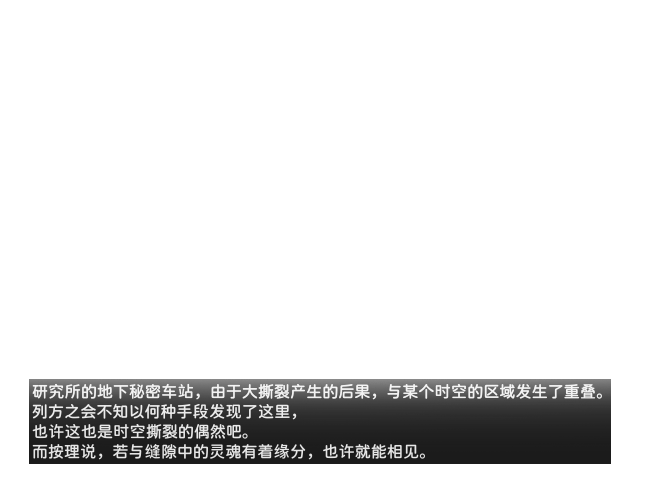 研究所的地下秘密车站，由于大撕裂产生的后果，与某个时空的区域发生了重叠。
列方之会不知以何种手段发现了这里，
也许这也是时空撕裂的偶然吧。
而按理说，若与缝隙中的灵魂有着缘分，也许就能相见。